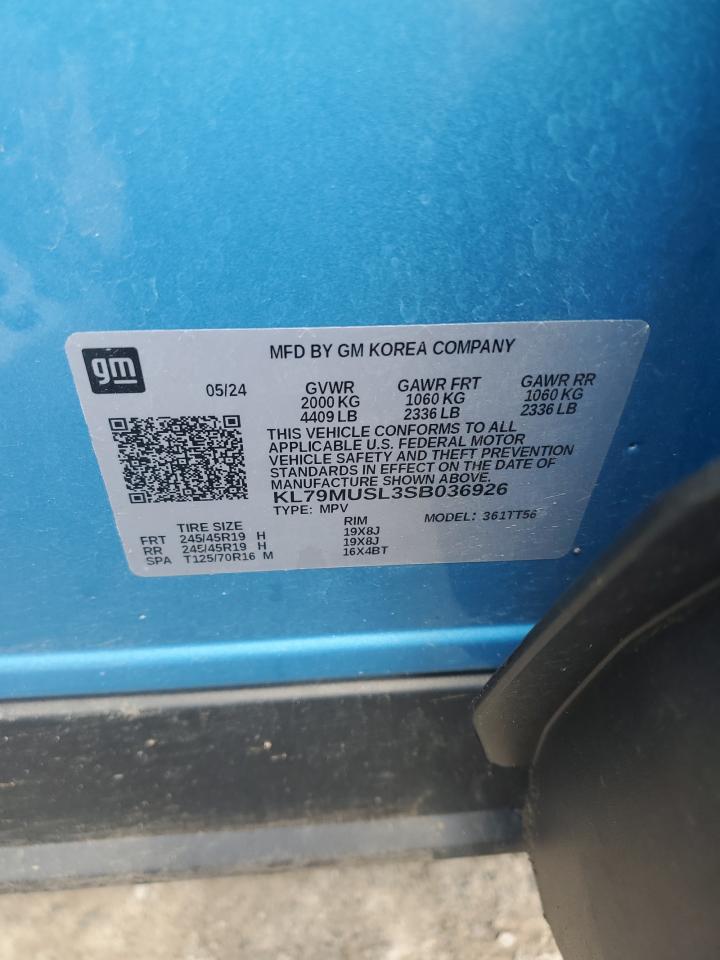 gm
MFD BY GM KOREA COMPANY
05/24
GVWR GAWR FRT GAWR RR
2000 KG 1060 KG 1060 KG
4409 LB 2336 LB 2336 LB
THIS VEHICLE CONFORMS TO ALL
APPLICABLE U.S. FEDERAL MOTOR
VEHICLE SAFETY AND THEFT PREVENTION
STANDARDS IN EFFECT ON THE DATE OF
MANUFACTURE SHOWN ABOVE.
KL79MUSL3SB036926
TYPE: MPV MODEL: 361TT56
TIRE SIZE RIM
FRT 245/45R19 H 19X8J
RR 245/45R19 H 19X8J
SPA T125/70R16 M 16X4BT